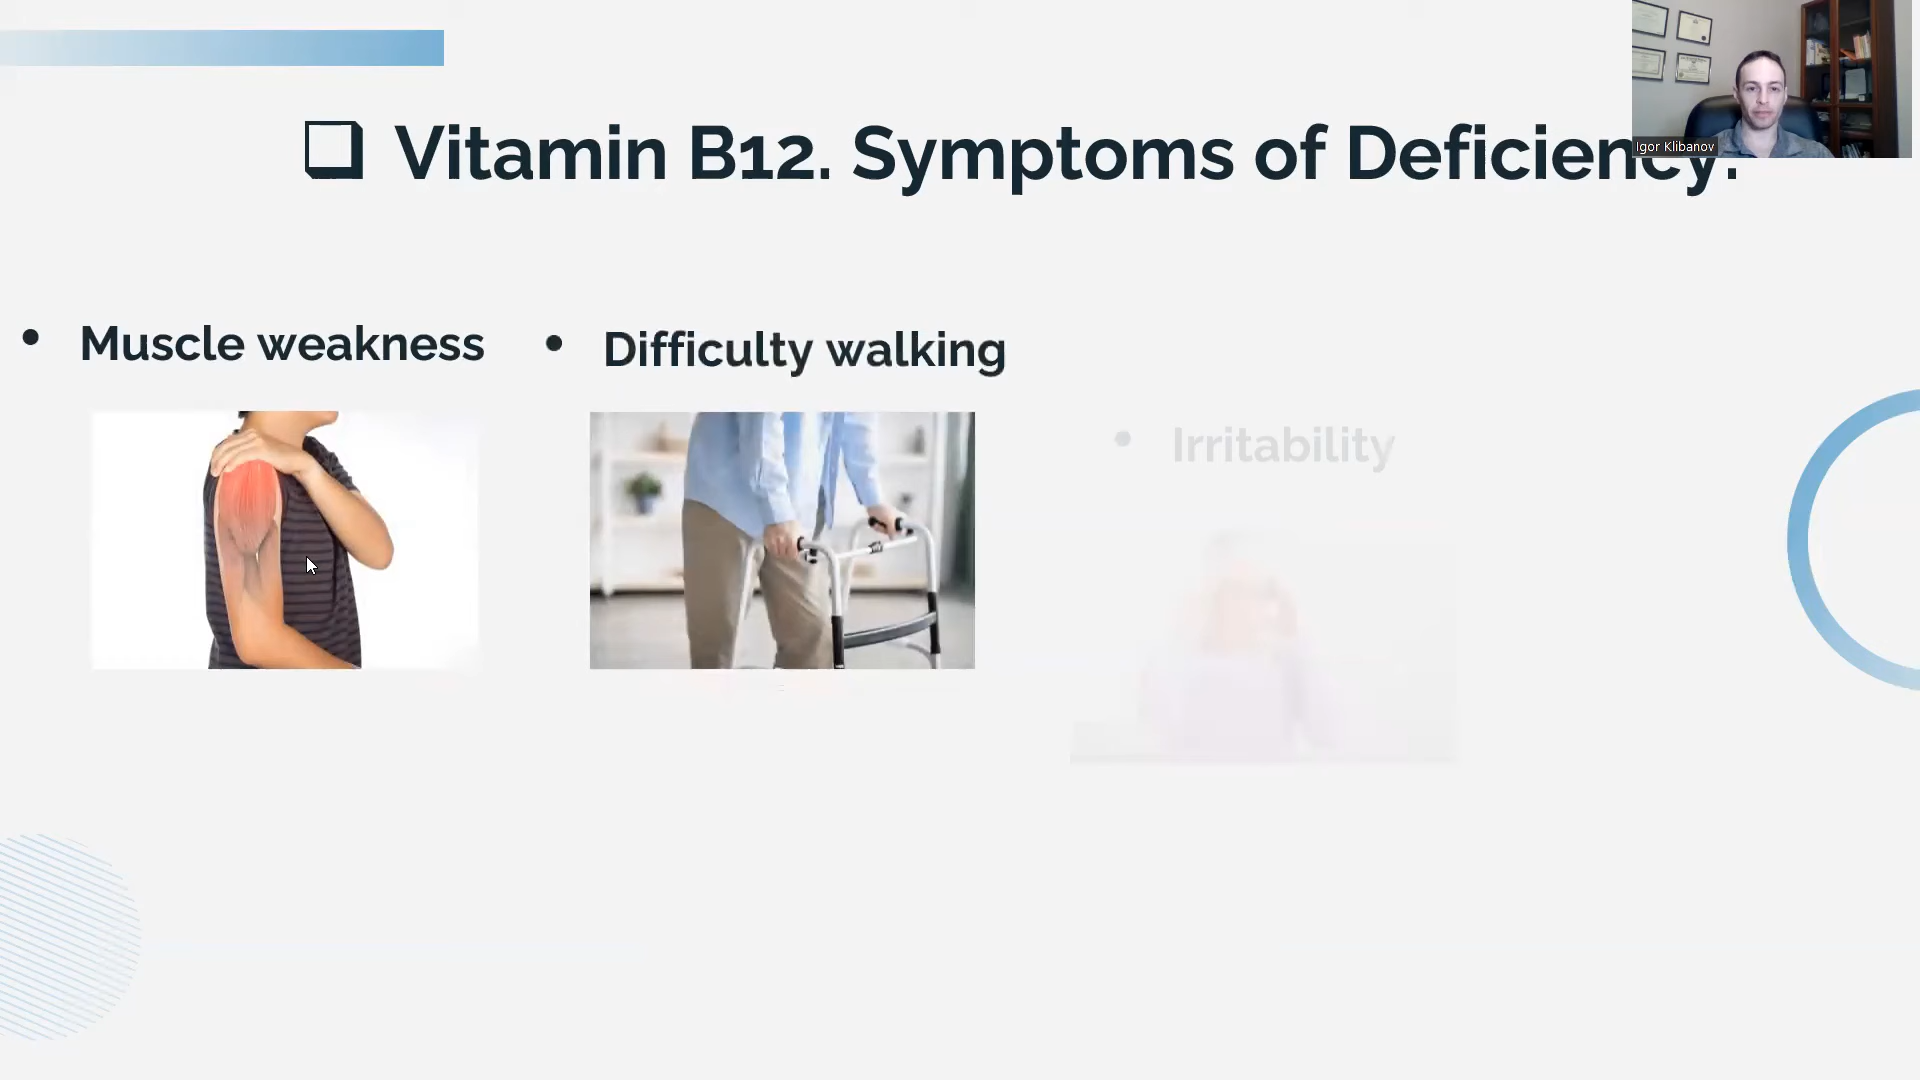 ❑ Vitamin B12. Symptoms of Deficiency.
Igor Klibanov
• Muscle weakness
• Difficulty walking
• Irritability